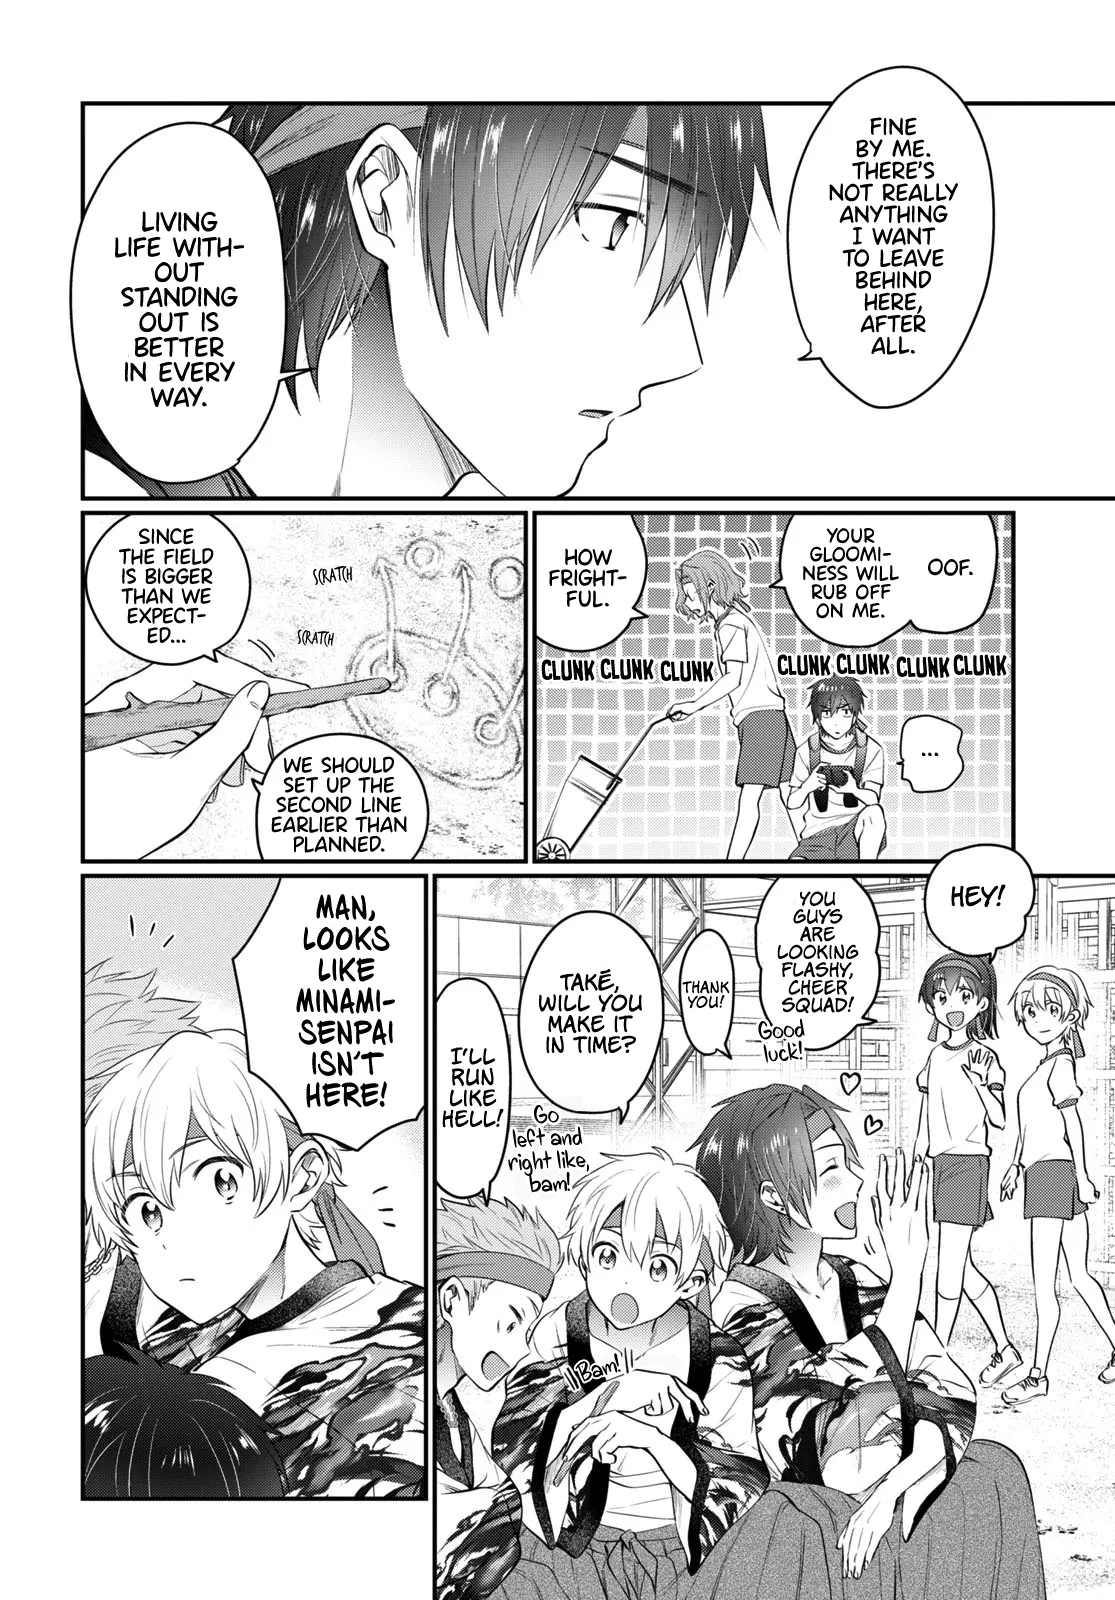 FINE
BY ME.
THERE'S
NOT REALLY
ANYTHING
I WANT
TO LEAVE
BEHIND
HERE,
AFTER
ALL.
LIVING
LIFE WITH-
OUT
STANDING
OUT IS
BETTER
IN EVERY
WAY.
OOF.
YOUR
GLOOMI-
NESS WILL
RUB OFF
ON ME.
HOW
FRIGHT-
FUL.
CLUNK CLUNK CLUNK
CLUNK CLUNK CLUNK CLUNK
...
SINCE
THE FIELD
IS BIGGER
THAN WE
EXPECT-
ED...
SCRATCH
SCRATCH
WE SHOULD
SET UP THE
SECOND LINE
EARLIER THAN
PLANNED.
HEY!
YOU
GUYS
ARE
LOOKING
FLASHY,
CHEER
SQUAD!
Good
luck!
THANK
YOU!
TAKÉ,
WILL YOU
MAKE IT
IN TIME?
Go
left and
right like,
bam!
I'LL
RUN
LIKE
HELL!
Bam!
MAN,
LOOKS
LIKE
MINAMI-
SENPAI
ISN'T
HERE!